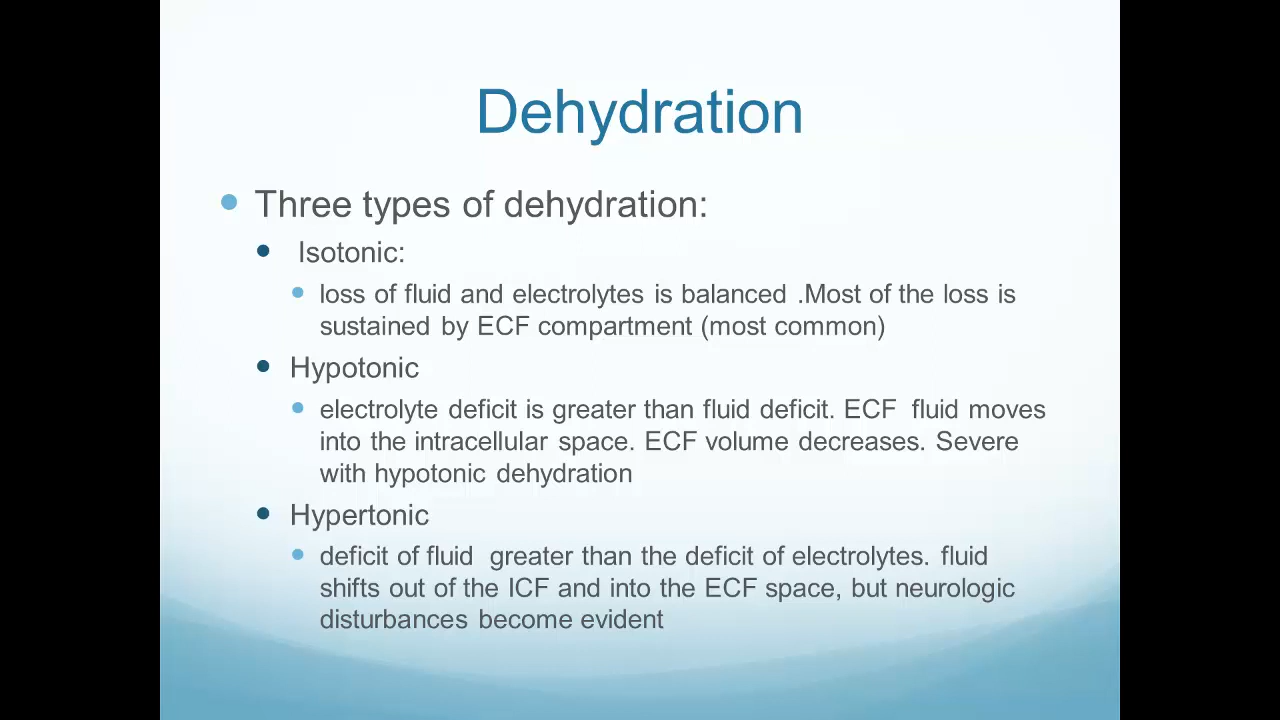 Dehydration
Three types of dehydration:
Isotonic:
loss of fluid and electrolytes is balanced .Most of the loss is
sustained by ECF compartment (most common)
Hypotonic
electrolyte deficit is greater than fluid deficit. ECF  fluid moves
into the intracellular space. ECF volume decreases. Severe
with hypotonic dehydration
Hypertonic
deficit of fluid  greater than the deficit of electrolytes. fluid
shifts out of the ICF and into the ECF space, but neurologic
disturbances become evident